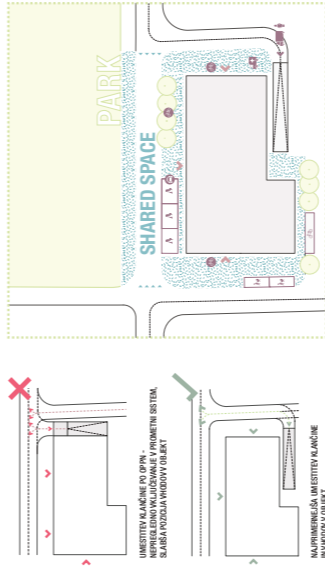 PARK
SHARED SPACE
UMESTITEV KLANČINE PO OPPN -
NEPREGLEDNO VKLJUČEVANJE V PROMETNI SISTEM,
SLABŠA POZICIJA VHODOV V OBJEKT
NAJPRIMERNEJŠA UMESTITEV KLANČINE
IN VHODOV V OBJEKT